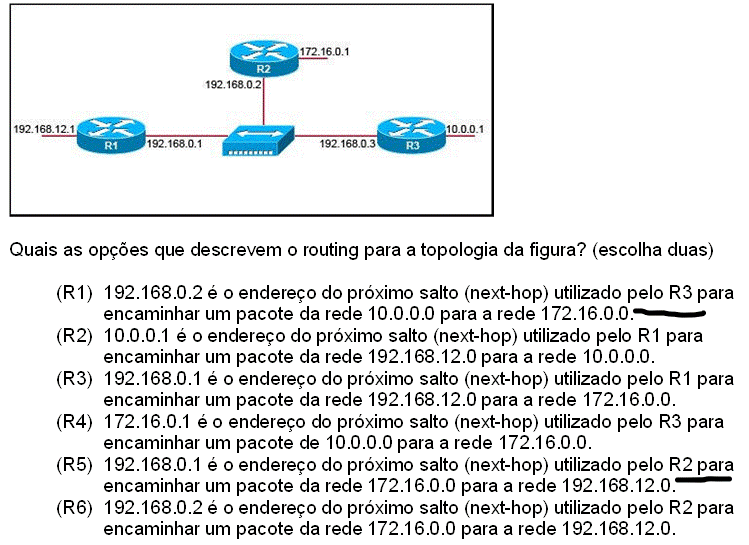 172.16.0.1
R2
192.168.0.2
192.168.12.1
10.0.0.1
R1
192.168.0.1
192.168.0.3
R3
Quais as opções que descrevem o routing para a topologia da figura? (escolha duas)
(R1) 192.168.0.2 é o endereço do próximo salto (next-hop) utilizado pelo R3 para
encaminhar um pacote da rede 10.0.0.0 para a rede 172.16.0.0.
(R2) 10.0.0.1 é o endereço do próximo salto (next-hop) utilizado pelo R1 para
encaminhar um pacote da rede 192.168.12.0 para a rede 10.0.0.0.
(R3) 192.168.0.1 é o endereço do próximo salto (next-hop) utilizado pelo R1 para
encaminhar um pacote da rede 192.168.12.0 para a rede 172.16.0.0.
(R4) 172.16.0.1 é o endereço do próximo salto (next-hop) utilizado pelo R3 para
encaminhar um pacote de 10.0.0.0 para a rede 172.16.0.0.
(R5) 192.168.0.1 é o endereço do próximo salto (next-hop) utilizado pelo R2 para
encaminhar um pacote da rede 172.16.0.0 para a rede 192.168.12.0.
(R6) 192.168.0.2 é o endereço do próximo salto (next-hop) utilizado pelo R2 para
encaminhar um pacote da rede 172.16.0.0 para a rede 192.168.12.0.